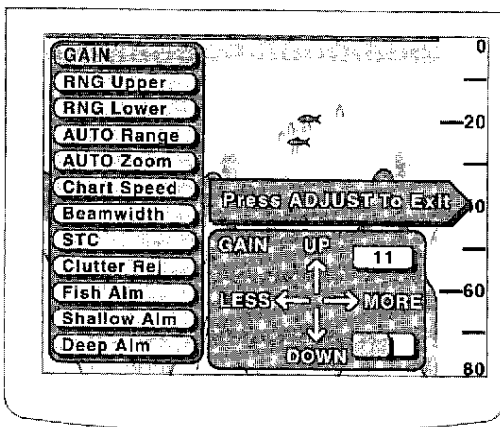 GAIN
RNG Upper
RNG Lower
AUTO Range
AUTO Zoom
Chart Speed
Beamwidth
STC
Clutter Rej
Fish Alm
Shallow Alm
Deep Alm
Press ADJUST To Exit
GAIN UP
11
LESS MORE
DOWN
0
20
40
60
80